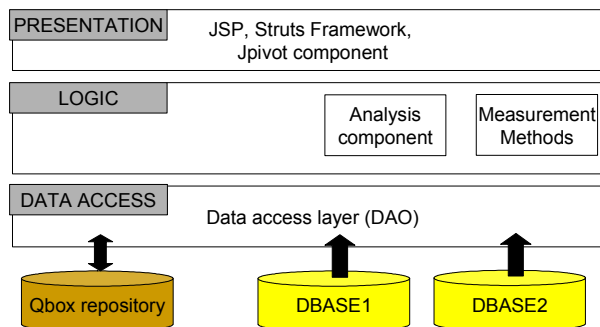 PRESENTATION
JSP, Struts Framework,
Jpivot component
LOGIC
Analysis
component
Measurement
Methods
DATA ACCESS
Data access layer (DAO)
Qbox repository
DBASE1
DBASE2